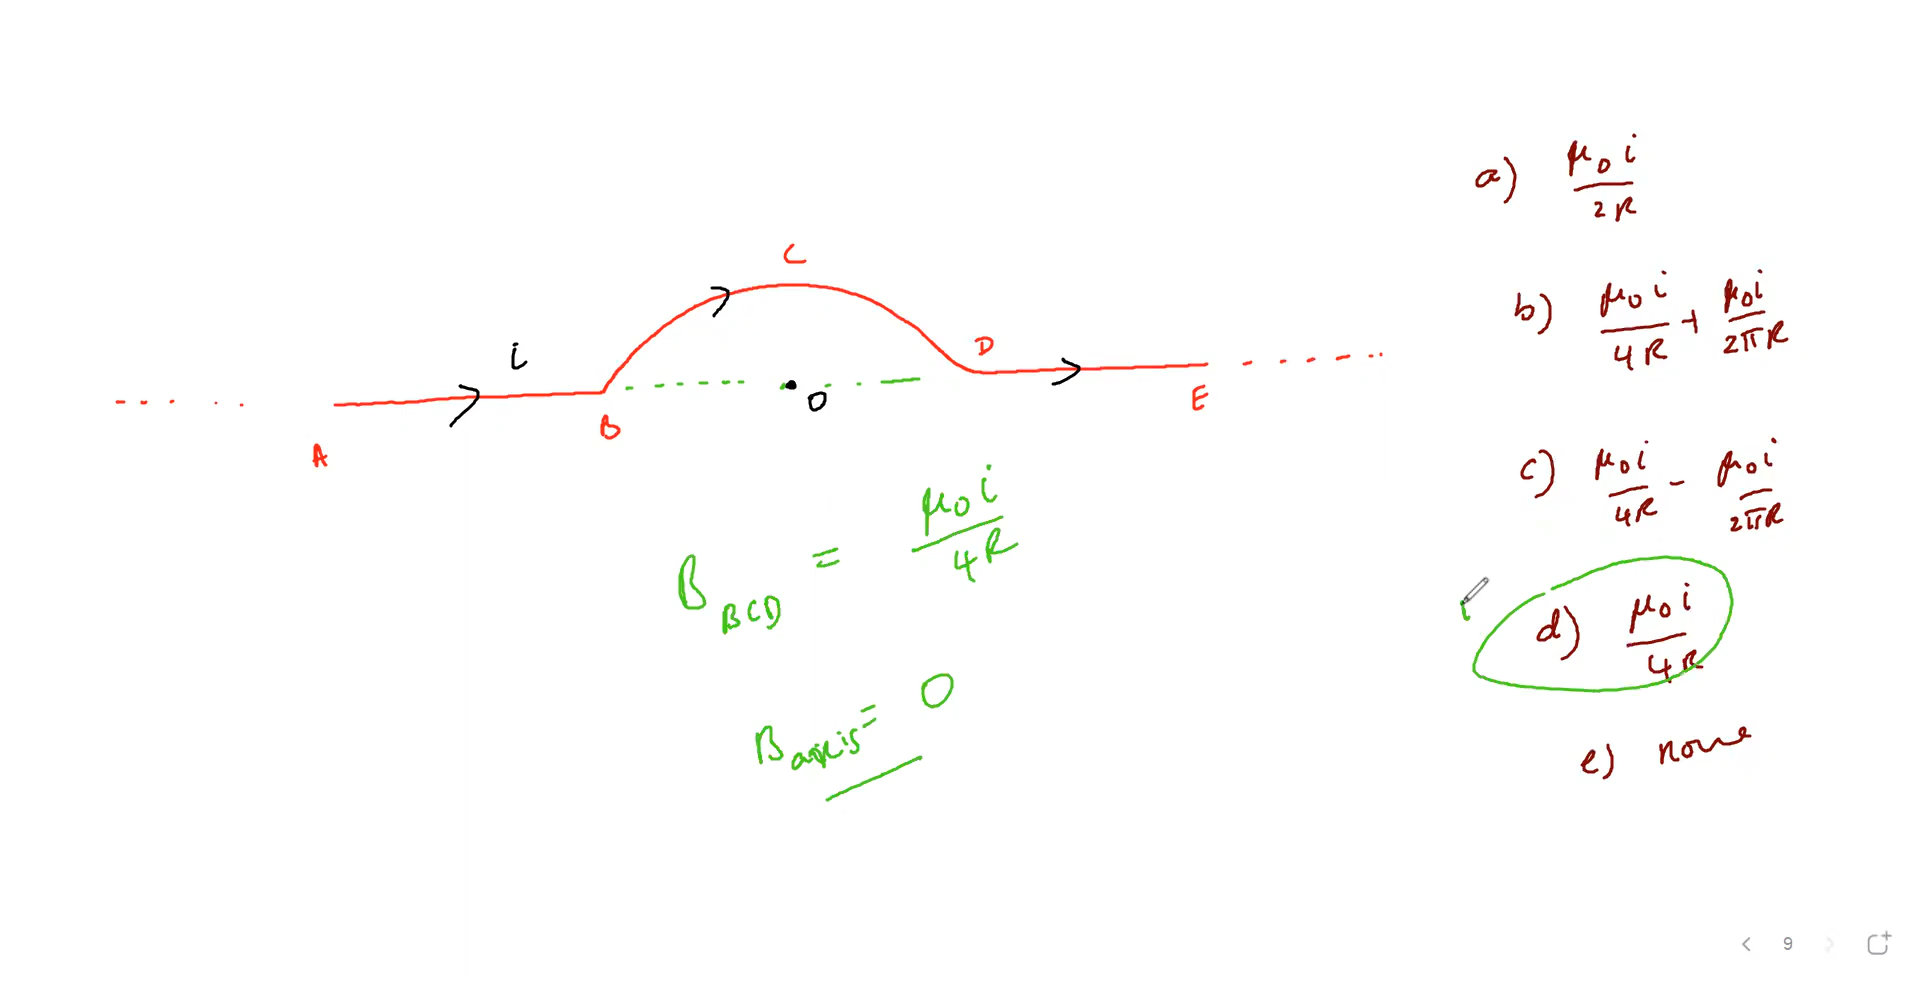 C
i
D
O
E
B
A
B_BCD = μ₀i / 4R
B_axis = 0
a) μ₀i / 2R
b) μ₀i / 4R + μ₀i / 2πR
c) μ₀i / 4R - μ₀i / 2πR
d) μ₀i / 4R
e) none
9